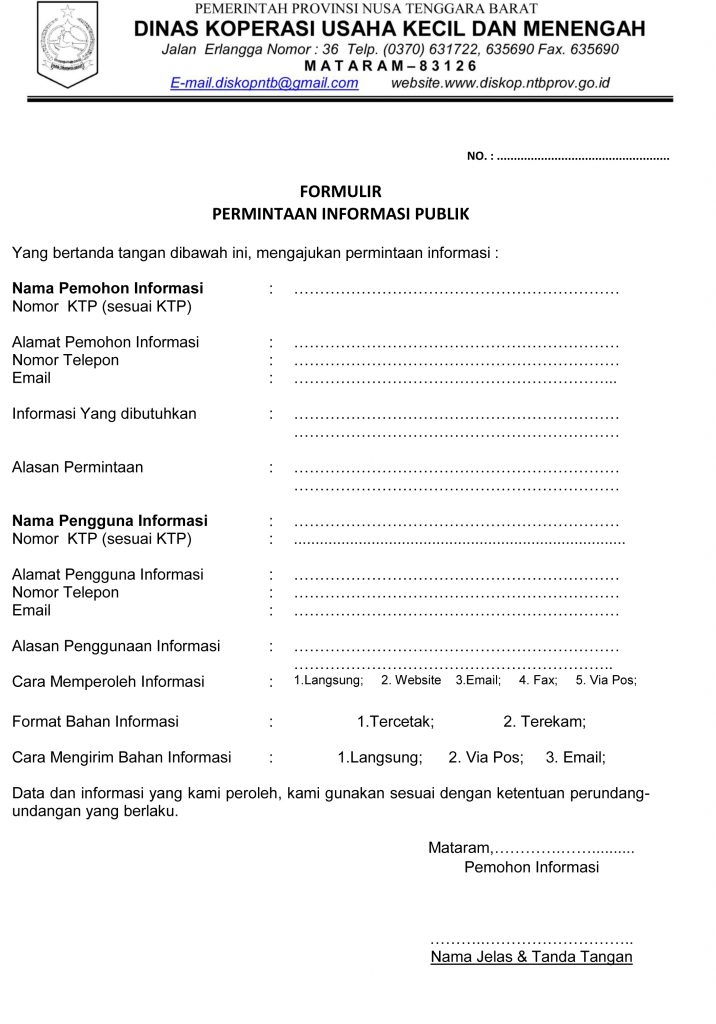 PEMERINTAH PROVINSI NUSA TENGGARA BARAT
DINAS KOPERASI USAHA KECIL DAN MENENGAH
Jalan Erlangga Nomor : 36 Telp. (0370) 631722, 635690 Fax. 635690
M A T A R A M – 8 3 1 2 6
E-mail.diskopntb@gmail.com website.www.diskop.ntbprov.go.id
NO. : ....................................................
FORMULIR
PERMINTAAN INFORMASI PUBLIK
Yang bertanda tangan dibawah ini, mengajukan permintaan informasi :
Nama Pemohon Informasi : ………………………………………………………
Nomor KTP (sesuai KTP)
Alamat Pemohon Informasi : ………………………………………………………
Nomor Telepon : ………………………………………………………
Email : ……………………………………………………...
Informasi Yang dibutuhkan : ………………………………………………………
………………………………………………………
Alasan Permintaan : ………………………………………………………
………………………………………………………
Nama Pengguna Informasi : ………………………………………………………
Nomor KTP (sesuai KTP) : ............................................................................
Alamat Pengguna Informasi : ………………………………………………………
Nomor Telepon : ………………………………………………………
Email : ………………………………………………………
Alasan Penggunaan Informasi : ………………………………………………………
……………………………………………………..
Cara Memperoleh Informasi : 1.Langsung; 2. Website 3.Email; 4. Fax; 5. Via Pos;
Format Bahan Informasi : 1.Tercetak; 2. Terekam;
Cara Mengirim Bahan Informasi : 1.Langsung; 2. Via Pos; 3. Email;
Data dan informasi yang kami peroleh, kami gunakan sesuai dengan ketentuan perundang-
undangan yang berlaku.
Mataram,………….……..........
Pemohon Informasi
………..………………………..
Nama Jelas & Tanda Tangan